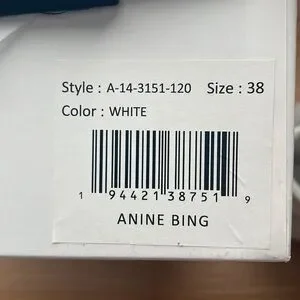 Style : A-14-3151-120 Size : 38
Color : WHITE
1 94421 38751 9
ANINE BING